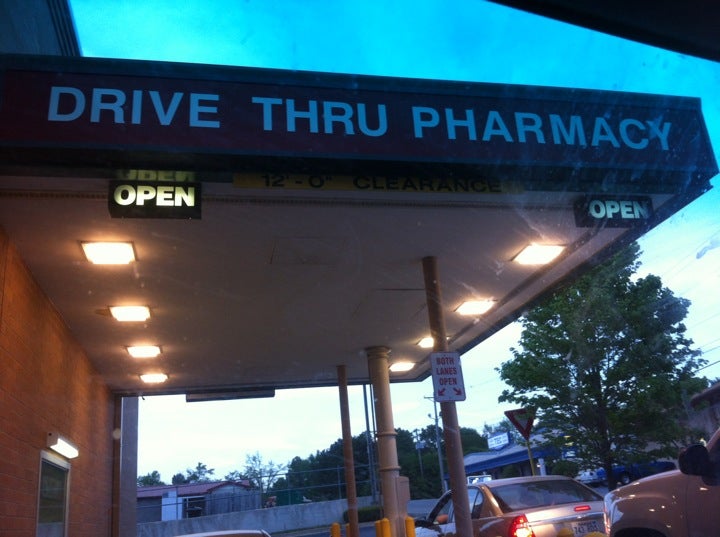 DRIVE THRU PHARMACY
OPEN
12'-0" CLEARANCE
OPEN
BOTH
LANES
OPEN